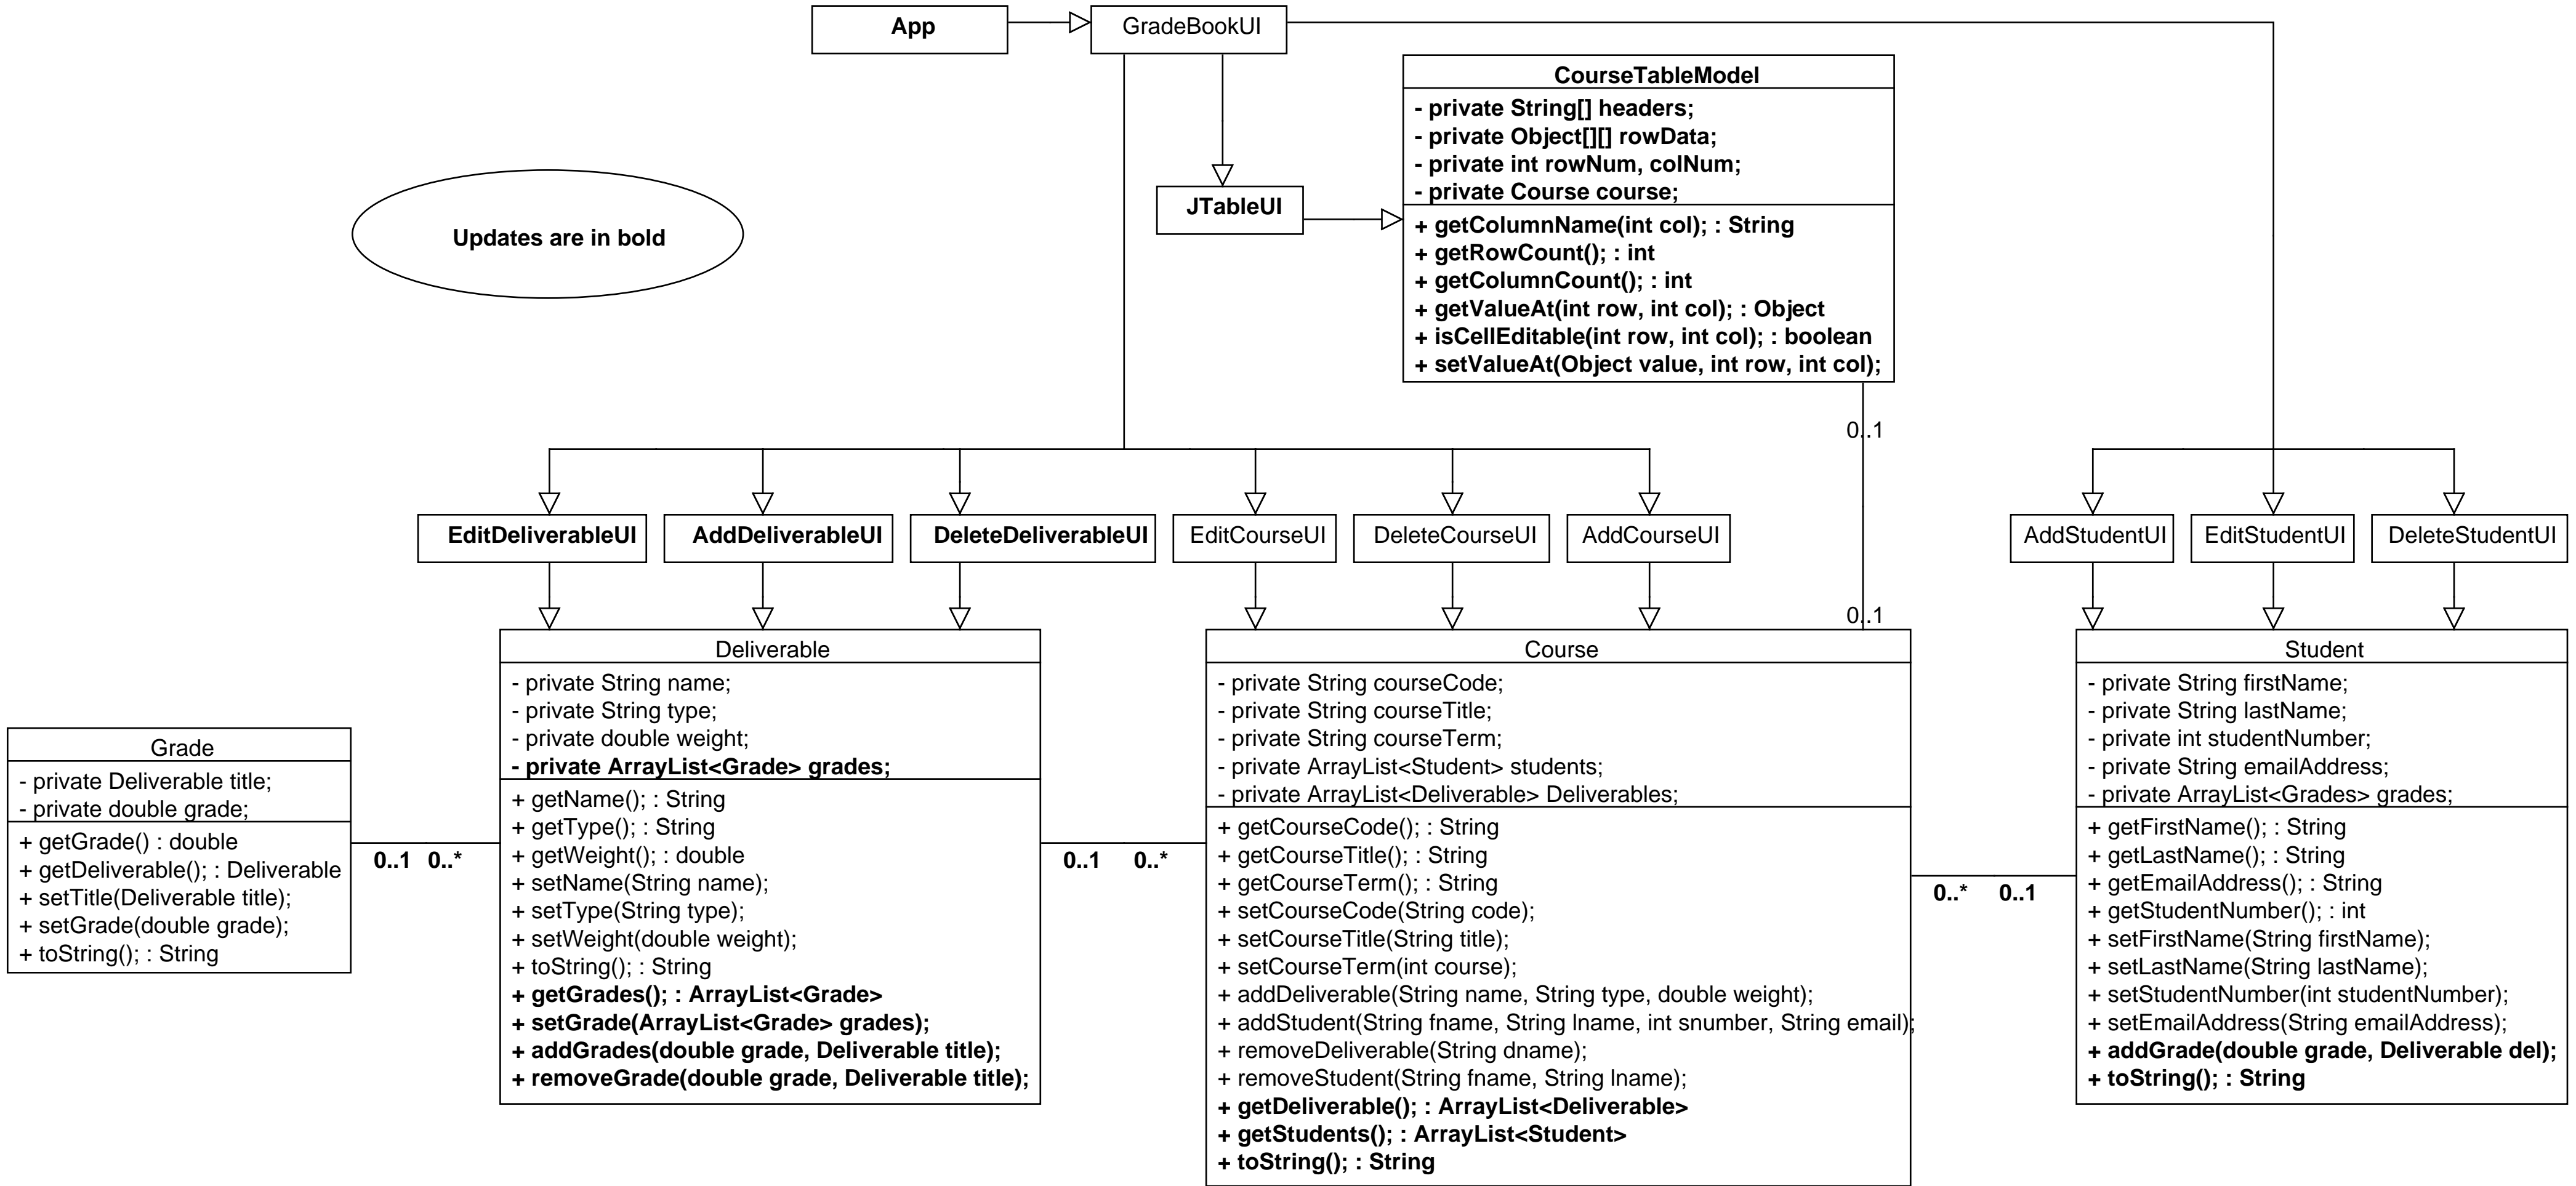 App
GradeBookUI
CourseTableModel
- private String[] headers;
- private Object[][] rowData;
- private int rowNum, colNum;
- private Course course;
+ getColumnName(int col); : String
+ getRowCount(); : int
+ getColumnCount(); : int
+ getValueAt(int row, int col); : Object
+ isCellEditable(int row, int col); : boolean
+ setValueAt(Object value, int row, int col);
JTableUI
Updates are in bold
0..1
EditDeliverableUI
AddDeliverableUI
DeleteDeliverableUI
EditCourseUI
DeleteCourseUI
AddCourseUI
AddStudentUI
EditStudentUI
DeleteStudentUI
0..1
Grade
- private Deliverable title;
- private double grade;
+ getGrade() : double
+ getDeliverable(); : Deliverable
+ setTitle(Deliverable title);
+ setGrade(double grade);
+ toString(); : String
0..1 0..*
Deliverable
- private String name;
- private String type;
- private double weight;
- private ArrayList<Grade> grades;
+ getName(); : String
+ getType(); : String
+ getWeight(); : double
+ setName(String name);
+ setType(String type);
+ setWeight(double weight);
+ toString(); : String
+ getGrades(); : ArrayList<Grade>
+ setGrade(ArrayList<Grade> grades);
+ addGrades(double grade, Deliverable title);
+ removeGrade(double grade, Deliverable title);
0..1 0..*
Course
- private String courseCode;
- private String courseTitle;
- private String courseTerm;
- private ArrayList<Student> students;
- private ArrayList<Deliverable> Deliverables;
+ getCourseCode(); : String
+ getCourseTitle(); : String
+ getCourseTerm(); : String
+ setCourseCode(String code);
+ setCourseTitle(String title);
+ setCourseTerm(int course);
+ addDeliverable(String name, String type, double weight);
+ addStudent(String fname, String lname, int snumber, String email);
+ removeDeliverable(String dname);
+ removeStudent(String fname, String lname);
+ getDeliverable(); : ArrayList<Deliverable>
+ getStudents(); : ArrayList<Student>
+ toString(); : String
0..* 0..1
Student
- private String firstName;
- private String lastName;
- private int studentNumber;
- private String emailAddress;
- private ArrayList<Grades> grades;
+ getFirstName(); : String
+ getLastName(); : String
+ getEmailAddress(); : String
+ getStudentNumber(); : int
+ setFirstName(String firstName);
+ setLastName(String lastName);
+ setStudentNumber(int studentNumber);
+ setEmailAddress(String emailAddress);
+ addGrade(double grade, Deliverable del);
+ toString(); : String